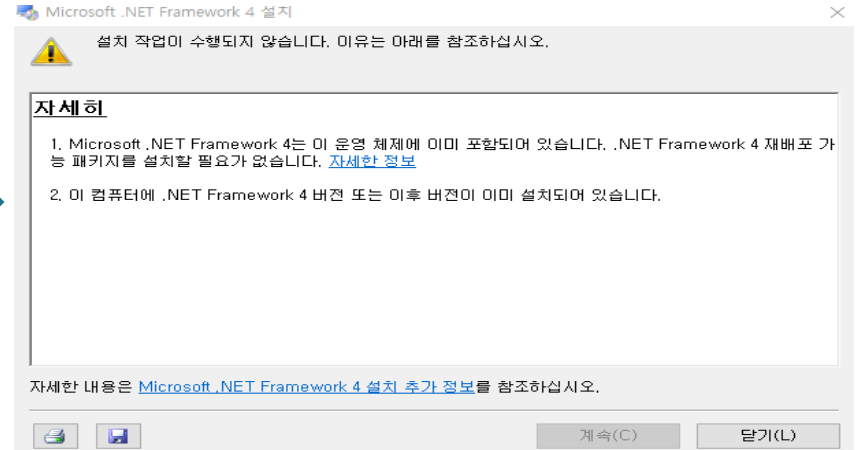 Microsoft .NET Framework 4 설치
설치 작업이 수행되지 않습니다. 이유는 아래를 참조하십시오.
자세히
1. Microsoft .NET Framework 4는 이 운영 체제에 이미 포함되어 있습니다. .NET Framework 4 재배포 가
능 패키지를 설치할 필요가 없습니다. 자세한 정보
2. 이 컴퓨터에 .NET Framework 4 버전 또는 이후 버전이 이미 설치되어 있습니다.
자세한 내용은 Microsoft .NET Framework 4 설치 추가 정보를 참조하십시오.
계속(C)
닫기(L)